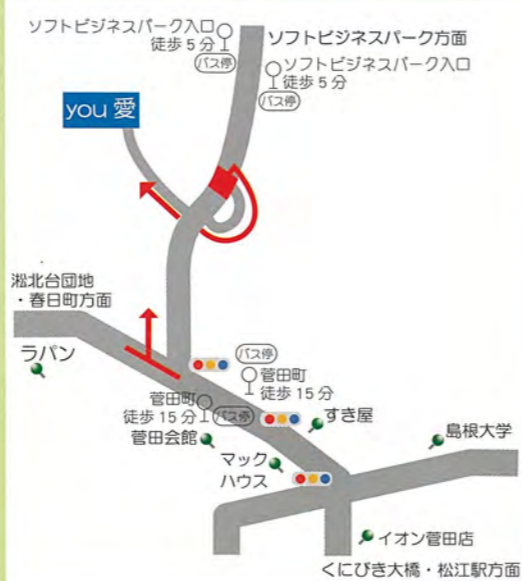 ソフトビジネスパーク入口
徒歩5分
バス停
ソフトビジネスパーク方面
ソフトビジネスパーク入口
徒歩5分
バス停
you 愛
淞北台団地
・春日町方面
ラパン
バス停
菅田町
徒歩15分
菅田町
徒歩15分
バス停
菅田会館
すき屋
マック
ハウス
島根大学
イオン菅田店
くにびき大橋・松江駅方面